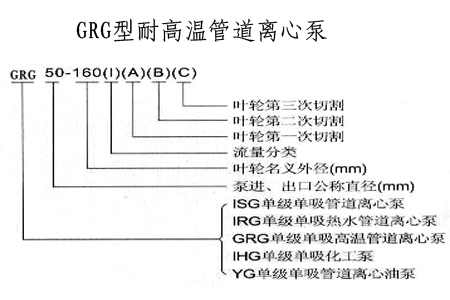 GRG型耐高温管道离心泵
GRG 50-160(I)(A)(B)(C)
叶轮第三次切割
叶轮第二次切割
叶轮第一次切割
流量分类
叶轮名义外径(mm)
泵进、出口公称直径(mm)
ISG单级单吸管道离心泵
IRG单级单吸热水管道离心泵
GRG单级单吸高温管道离心泵
IHG单级单吸化工泵
YG单级单吸管道离心油泵